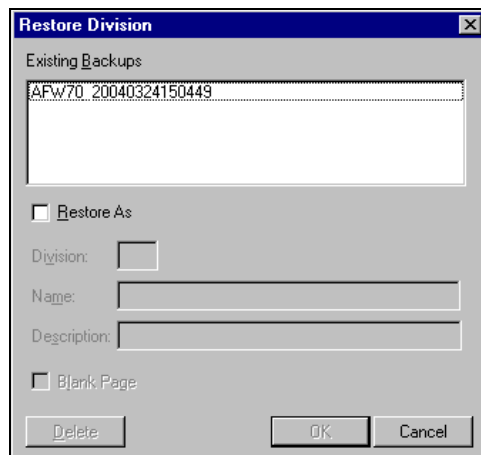 Restore Division
Existing Backups
AFW70_20040324150449
Restore As
Division:
Name:
Description:
Blank Page
Delete OK Cancel